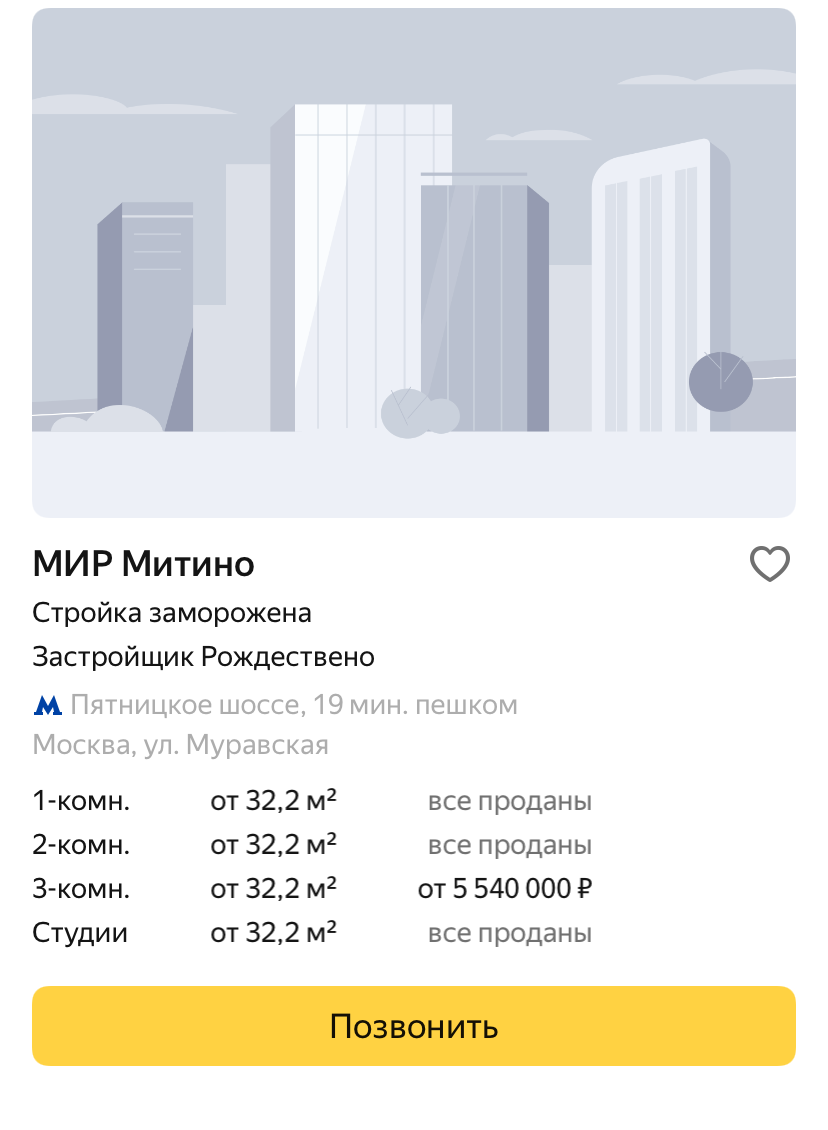 МИР Митино
Стройка заморожена
Застройщик Рождествено
Пятницкое шоссе, 19 мин. пешком
Москва, ул. Муравская
1-комн. от 32,2 м² все проданы
2-комн. от 32,2 м² все проданы
3-комн. от 32,2 м² от 5 540 000 ₽
Студии от 32,2 м² все проданы
Позвонить